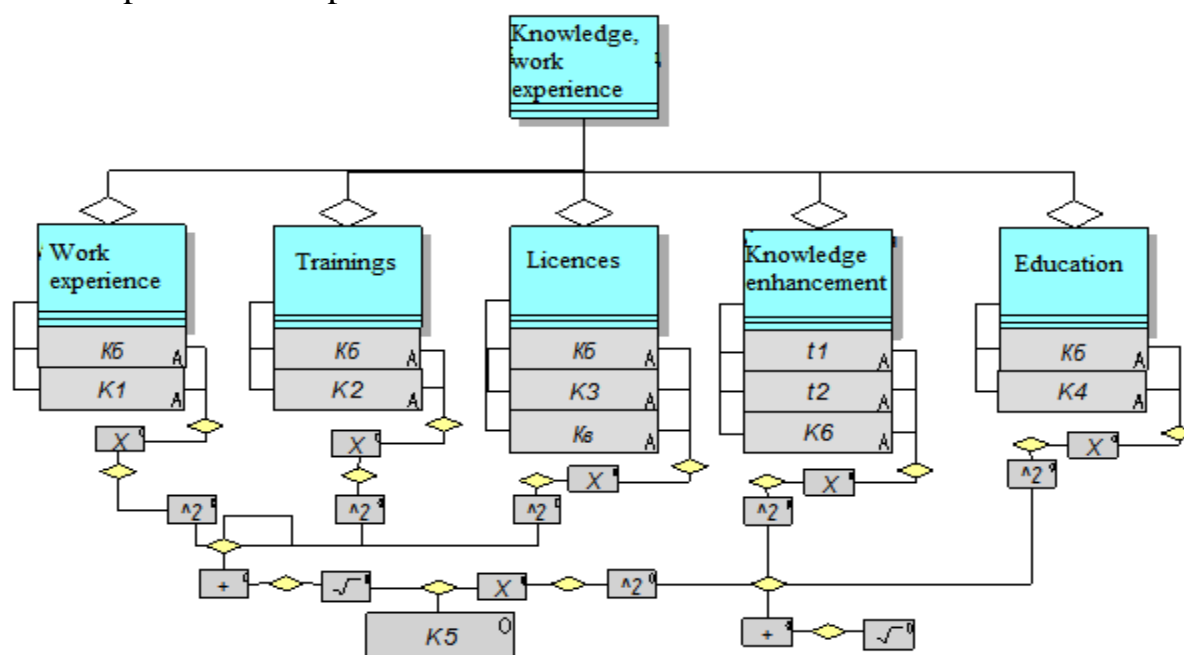 Knowledge,
work
experience
Work
experience
Trainings
Licences
Knowledge
enhancement
Education
Кб
A
K1
A
Кб
A
K2
A
Кб
A
K3
A
Кв
A
t1
A
t2
A
K6
A
Кб
A
K4
A
X
X
X
X
X
^2
^2
^2
^2
^2
+
√
X
^2
K5
O
+
√